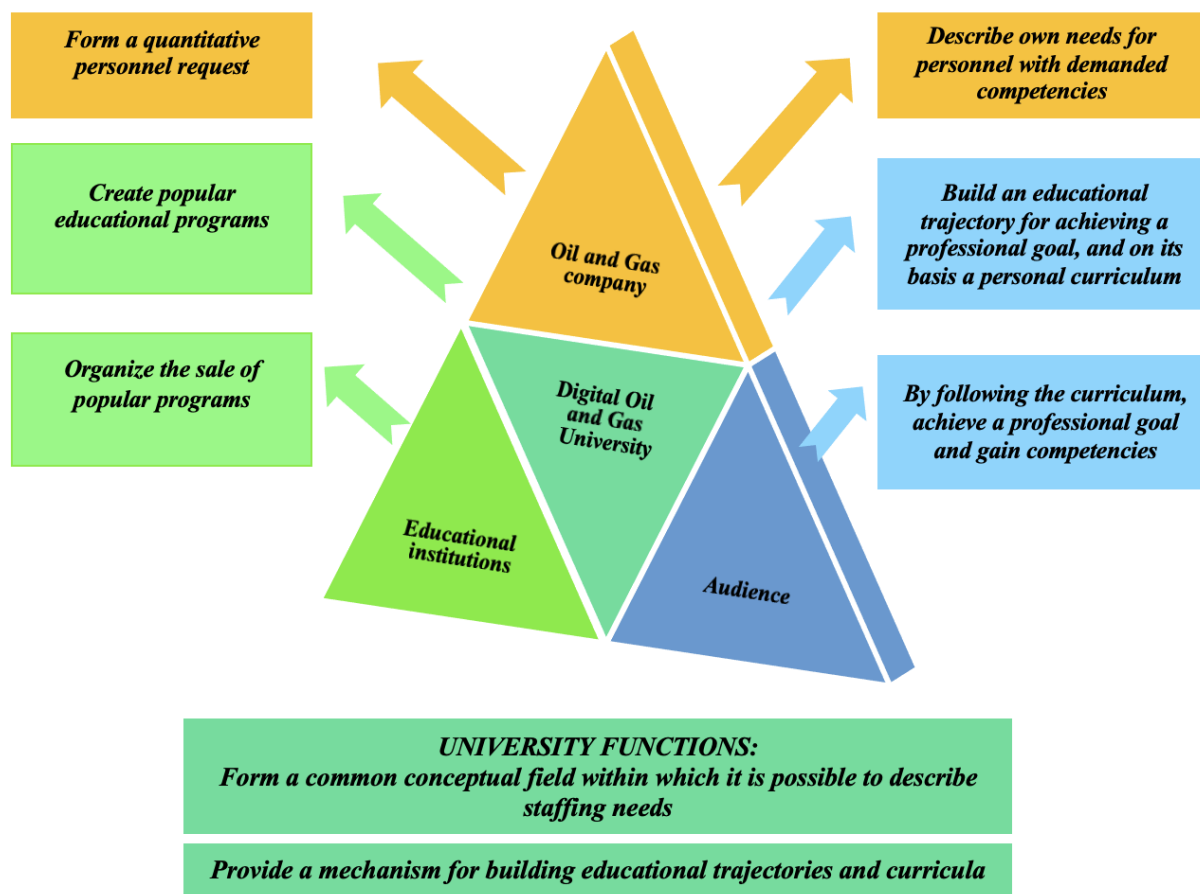 Form a quantitative
personnel request
Create popular
educational programs
Organize the sale of
popular programs
Oil and Gas
company
Digital Oil
and Gas
University
Educational
institutions
Audience
Describe own needs for
personnel with demanded
competencies
Build an educational
trajectory for achieving a
professional goal, and on its
basis a personal curriculum
By following the curriculum,
achieve a professional goal
and gain competencies
UNIVERSITY FUNCTIONS:
Form a common conceptual field within which it is possible to describe
staffing needs
Provide a mechanism for building educational trajectories and curricula